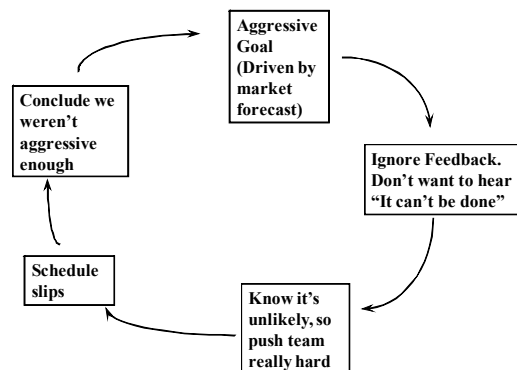 Aggressive
Goal
(Driven by
market
forecast)
Ignore Feedback.
Don't want to hear
“It can't be done”
Know it's
unlikely, so
push team
really hard
Schedule
slips
Conclude we
weren't
aggressive
enough